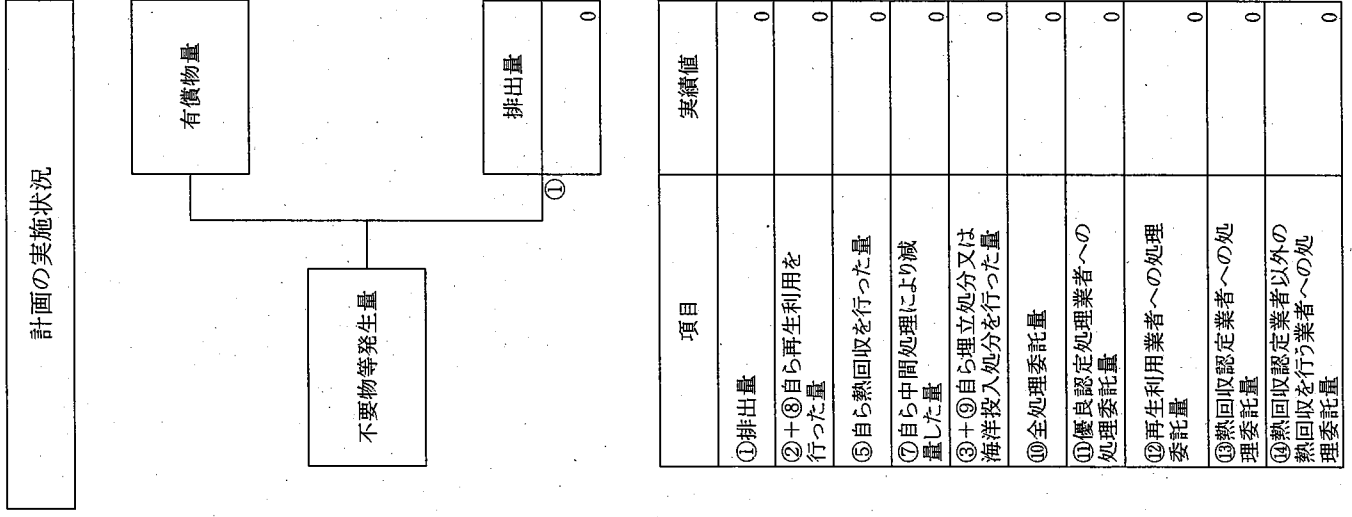 計画の実施状況
有償物量
不要物等発生量
①
排出量
0
項目
実績値
①排出量
0
②+⑧自ら再生利用を
行った量
0
⑤自ら熱回収を行った量
0
⑦自ら中間処理により減
量した量
0
③+⑨自ら埋立処分又は
海洋投入処分を行った量
0
⑩全処理委託量
0
⑪優良認定処理業者への
処理委託量
0
⑫再生利用業者への処理
委託量
0
⑬熱回収認定業者への処
理委託量
0
⑭熱回収認定業者以外の
熱回収を行う業者への処
理委託量
0